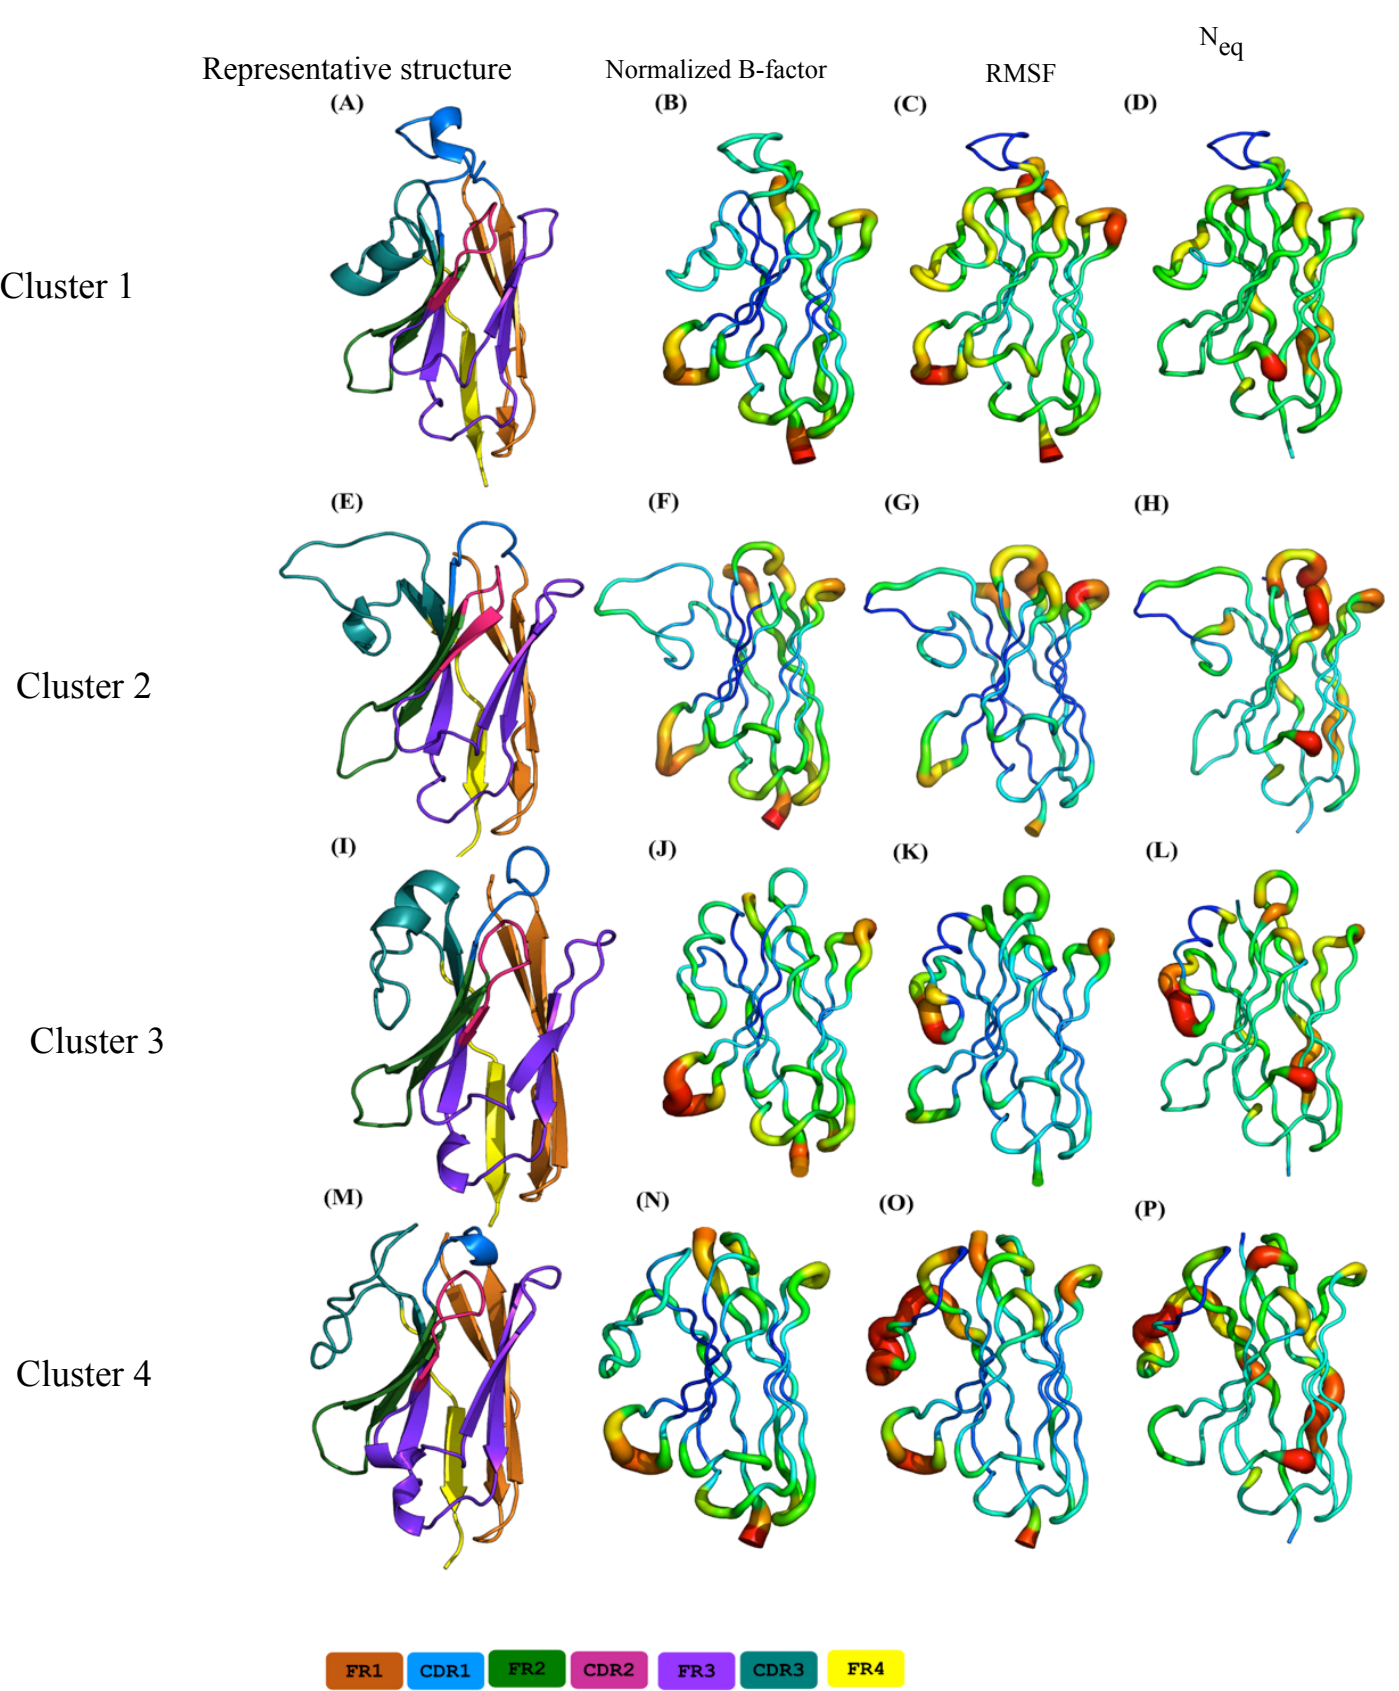 Representative structure Normalized B-factor RMSF Neq
(A) (B) (C) (D)
Cluster 1
(E) (F) (G) (H)
Cluster 2
(I) (J) (K) (L)
Cluster 3
(M) (N) (O) (P)
Cluster 4
FR1 CDR1 FR2 CDR2 FR3 CDR3 FR4